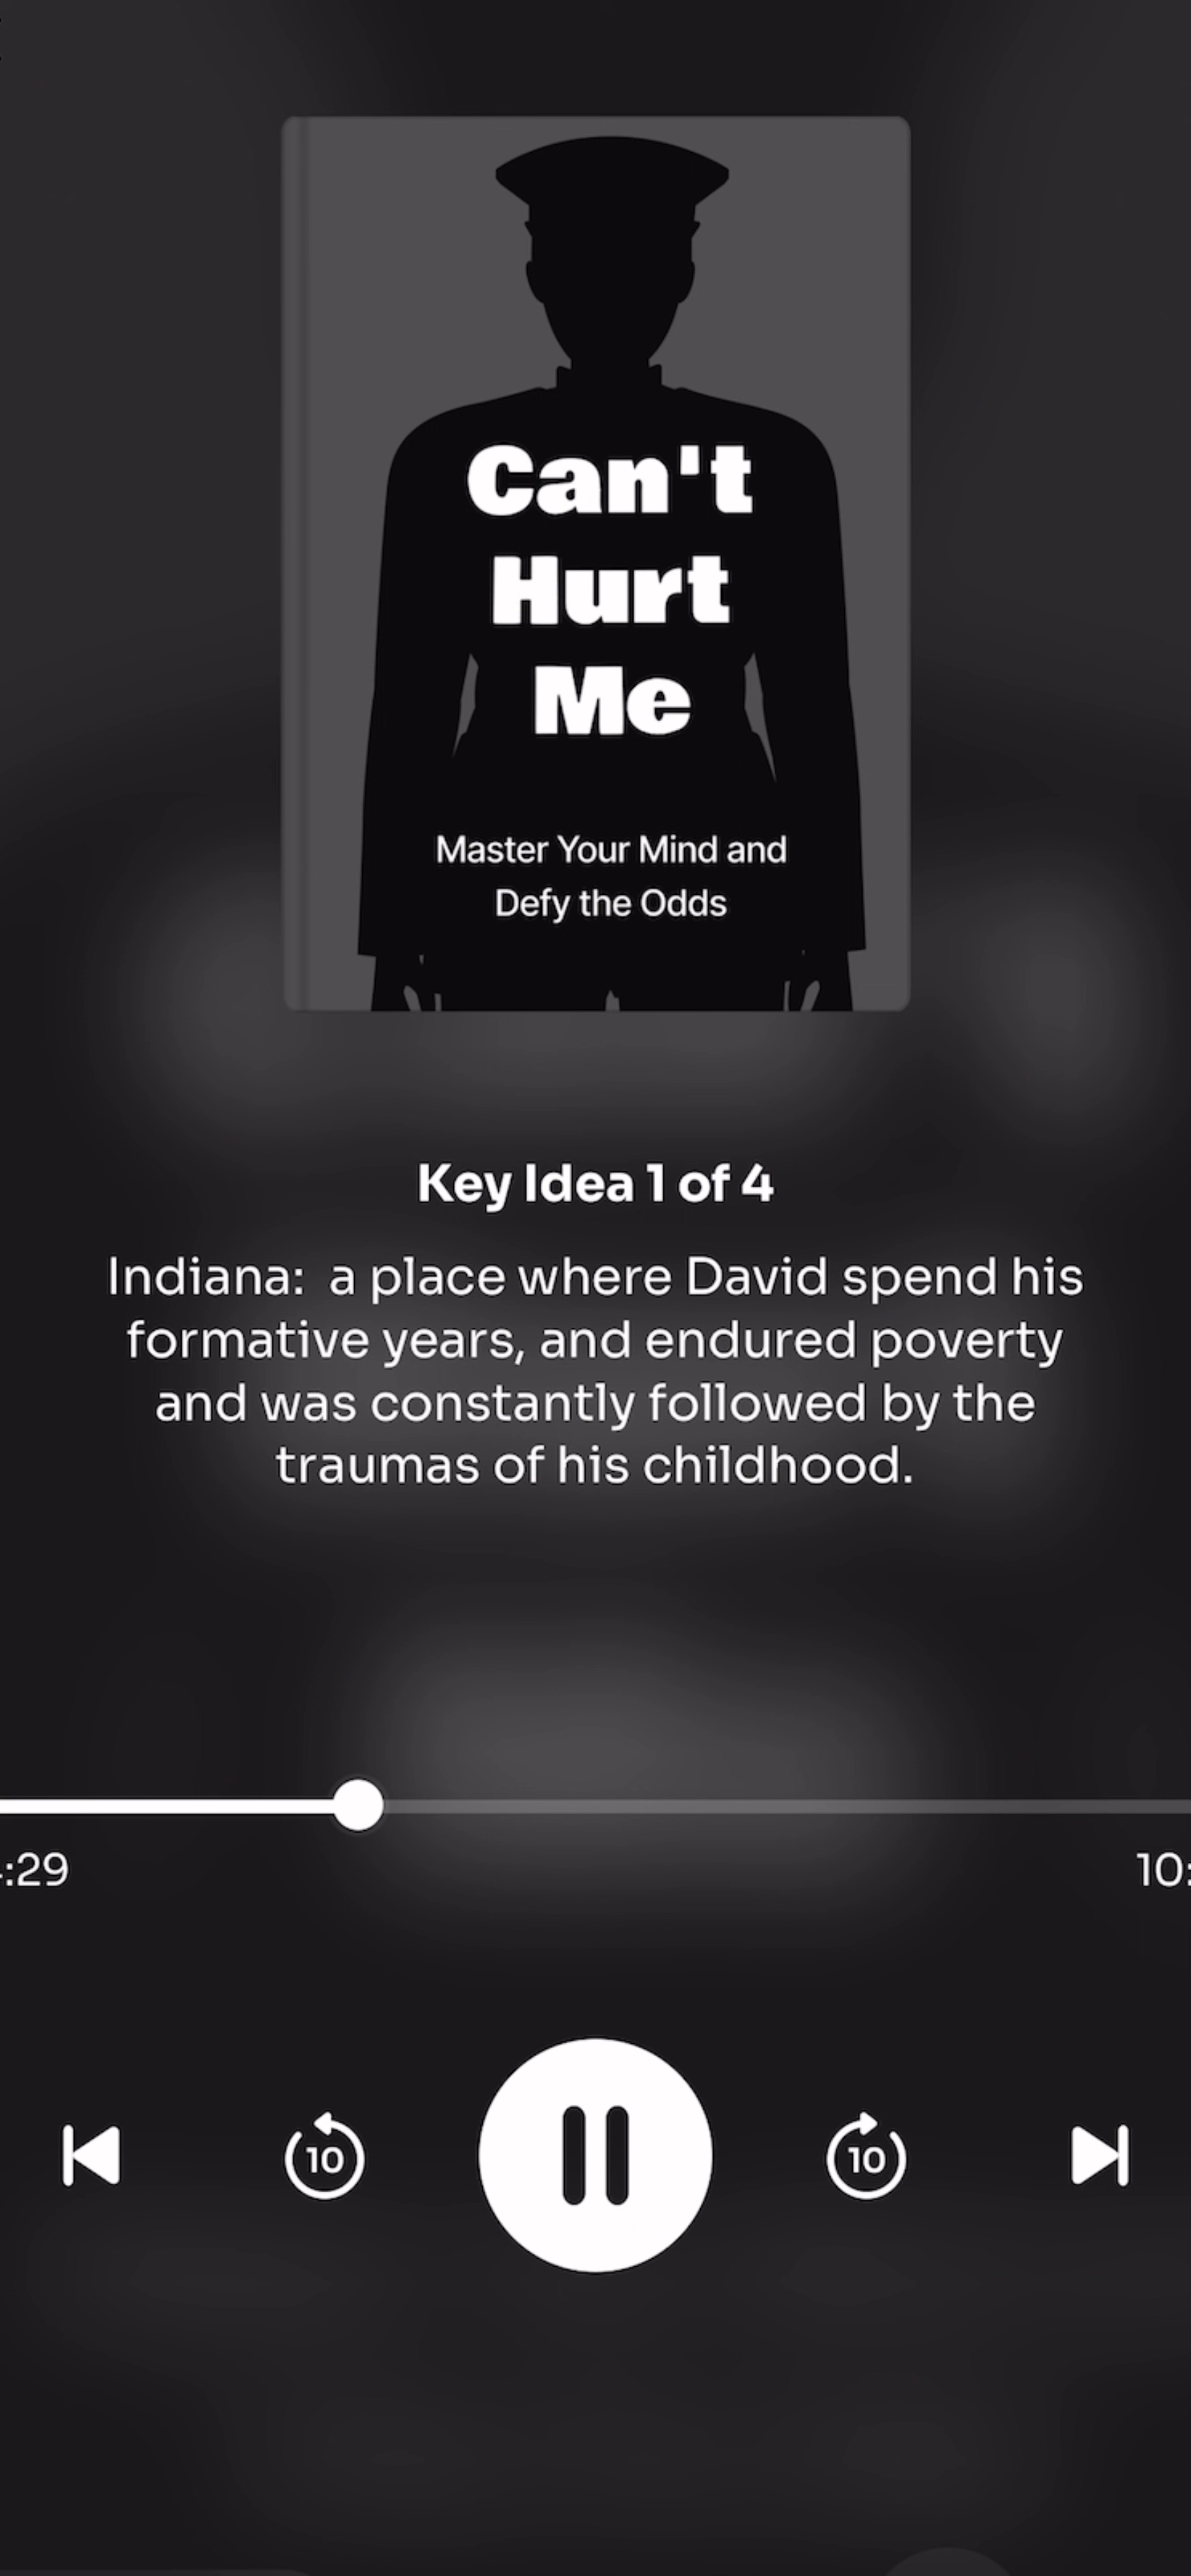 Can't
Hurt
Me
Master Your Mind and
Defy the Odds
Key Idea 1 of 4
Indiana:  a place where David spend his
formative years, and endured poverty
and was constantly followed by the
traumas of his childhood.
:29
10:
10
10